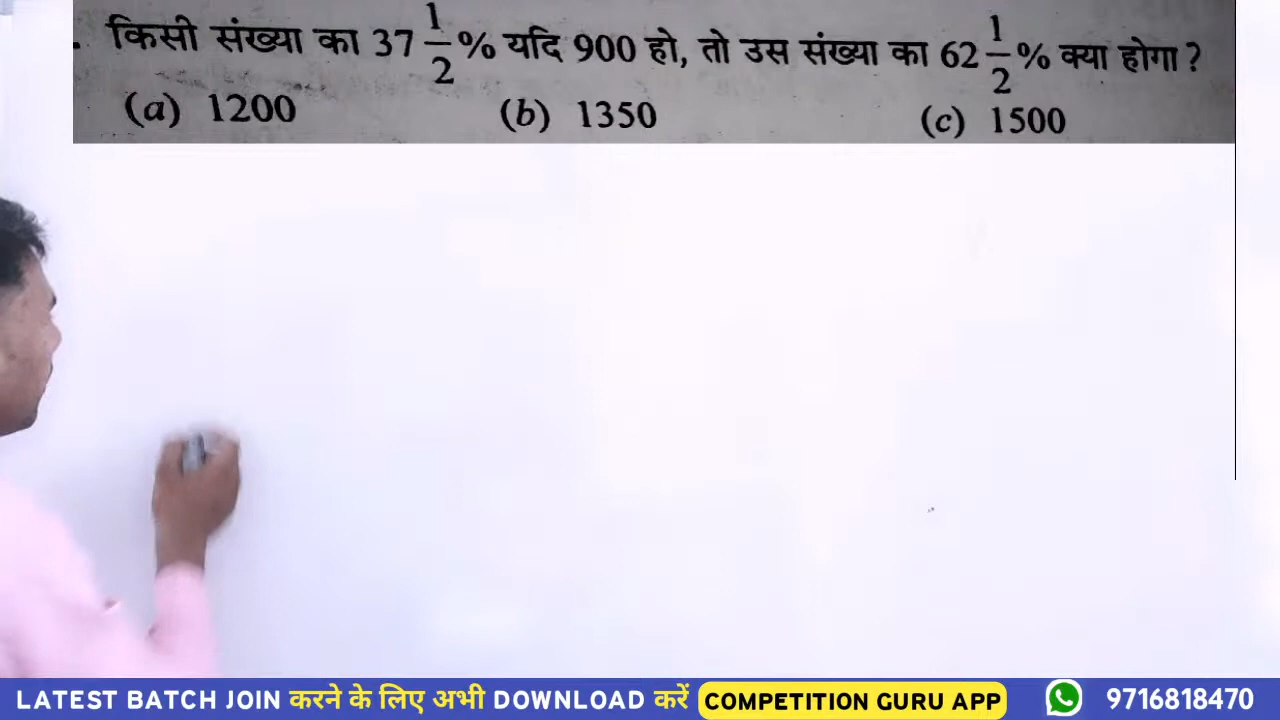 . किसी संख्या का 37 1/2 % यदि 900 हो, तो उस संख्या का 62 1/2 % क्या होगा ?
(a) 1200 (b) 1350 (c) 1500
LATEST BATCH JOIN करने के लिए अभी DOWNLOAD करें COMPETITION GURU APP 9716818470